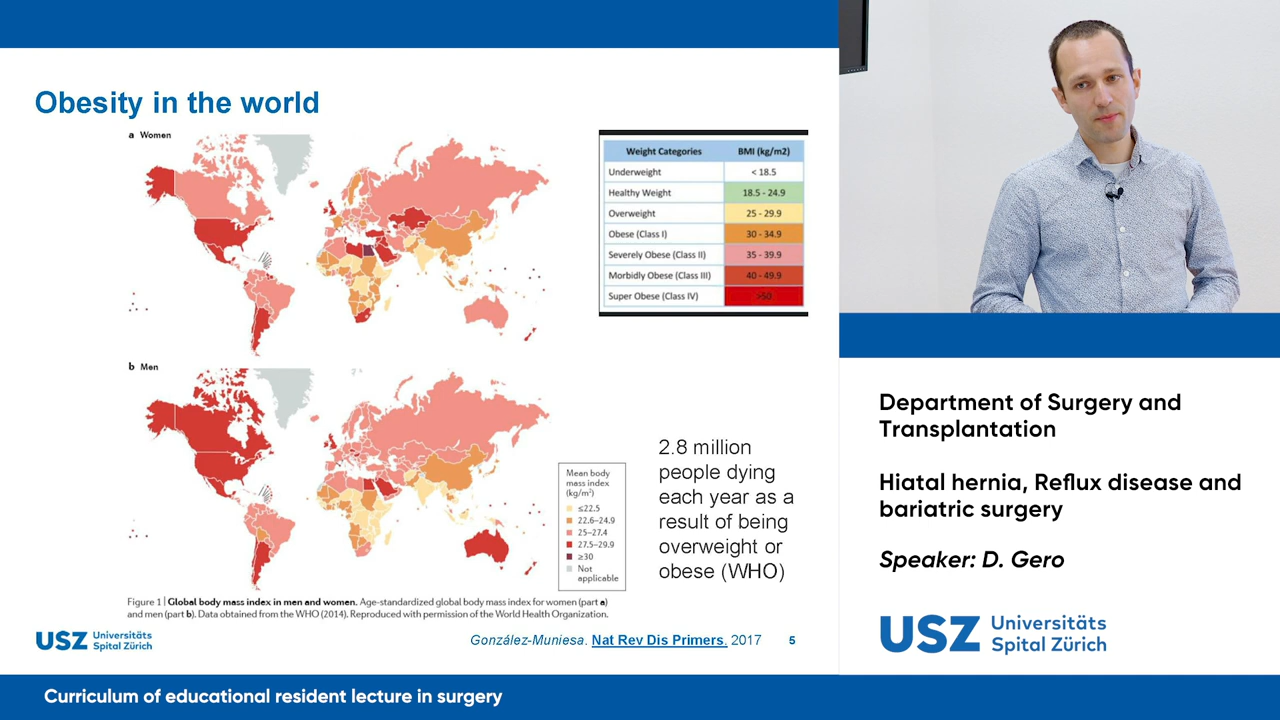 Obesity in the world
a Women
Weight Categories BMI (kg/m2)
Underweight < 18.5
Healthy Weight 18.5 - 24.9
Overweight 25 - 29.9
Obese (Class I) 30 - 34.9
Severely Obese (Class II) 35 - 39.9
Morbidly Obese (Class III) 40 - 49.9
Super Obese (Class IV) >50
b Men
Mean body
mass index
(kg/m²)
≤22.5
22.6–24.9
25–27.4
27.5–29.9
≥30
Not
applicable
2.8 million
people dying
each year as a
result of being
overweight or
obese (WHO)
Figure 1 | Global body mass index in men and women. Age-standardized global body mass index for women (part a)
and men (part b). Data obtained from the WHO (2014). Reproduced with permission of the World Health Organization.
USZ Universitäts
Spital Zürich
González-Muniesa. Nat Rev Dis Primers. 2017 5
Department of Surgery and
Transplantation
Hiatal hernia, Reflux disease and
bariatric surgery
Speaker: D. Gero
USZ Universitäts
Spital Zürich
Curriculum of educational resident lecture in surgery